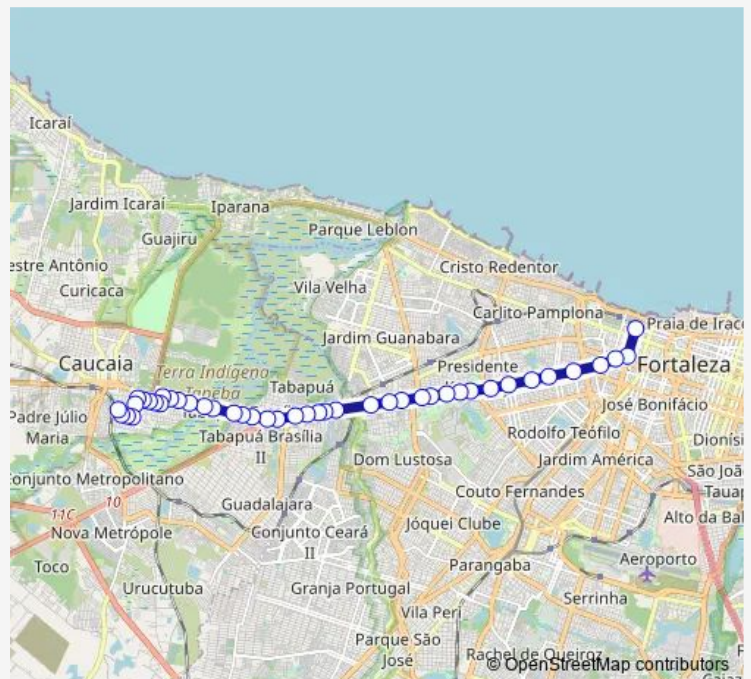 Icaraí
Jardim Icaraí
Iparana
Guajiru
Parque Leblon
estre Antônio
Cristo Redentor
Curicaca
Vila Velha
Carlito Pamplona
Praia de Irac
Jardim Guanabara
Caucaia
Presidente
Fortaleza
Terra Indígena
Tapeba
Tabapuá
José Bonifácio
Padre Júlio
Maria
Tabapuá Brasília
II
Rodolfo Teófilo
Dionísi
Dom Lustosa
Jardim América
São Joã
onjunto Metropolitano
Couto Fernandes
Tauap
11C
10
Guadalajara
Jóquei Clube
Alto da Bal
Nova Metrópole
Conjunto Ceará
II
Aeroporto
Toco
Parangaba
Urucutuba
Granja Portugal
Serrinha
Vila Peri
Parque São
José
Rachel de Queiroz
© OpenStreetMap contributors